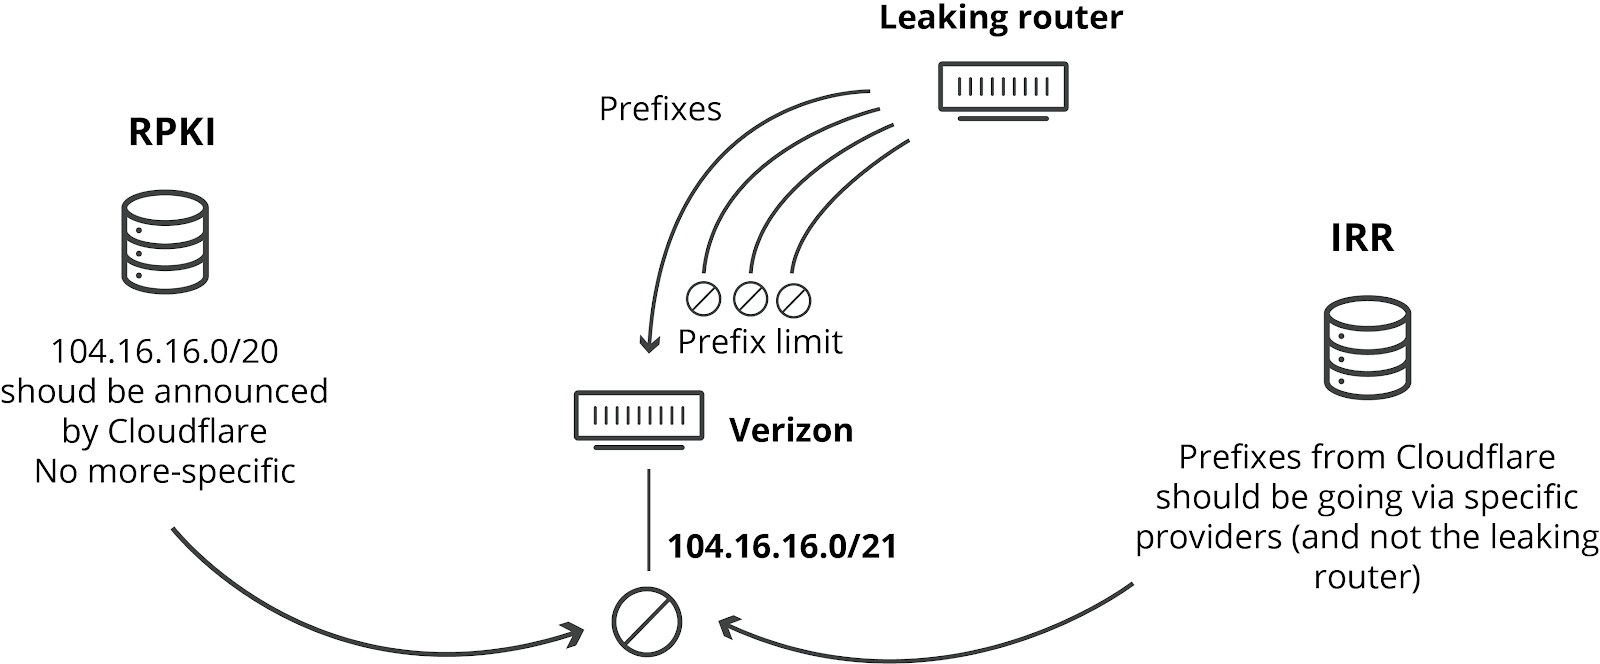 Leaking router
Prefixes
RPKI
IRR
Prefix limit
104.16.16.0/20
shoud be announced
by Cloudflare
No more-specific
Verizon
Prefixes from Cloudflare
should be going via specific
providers (and not the leaking
router)
104.16.16.0/21